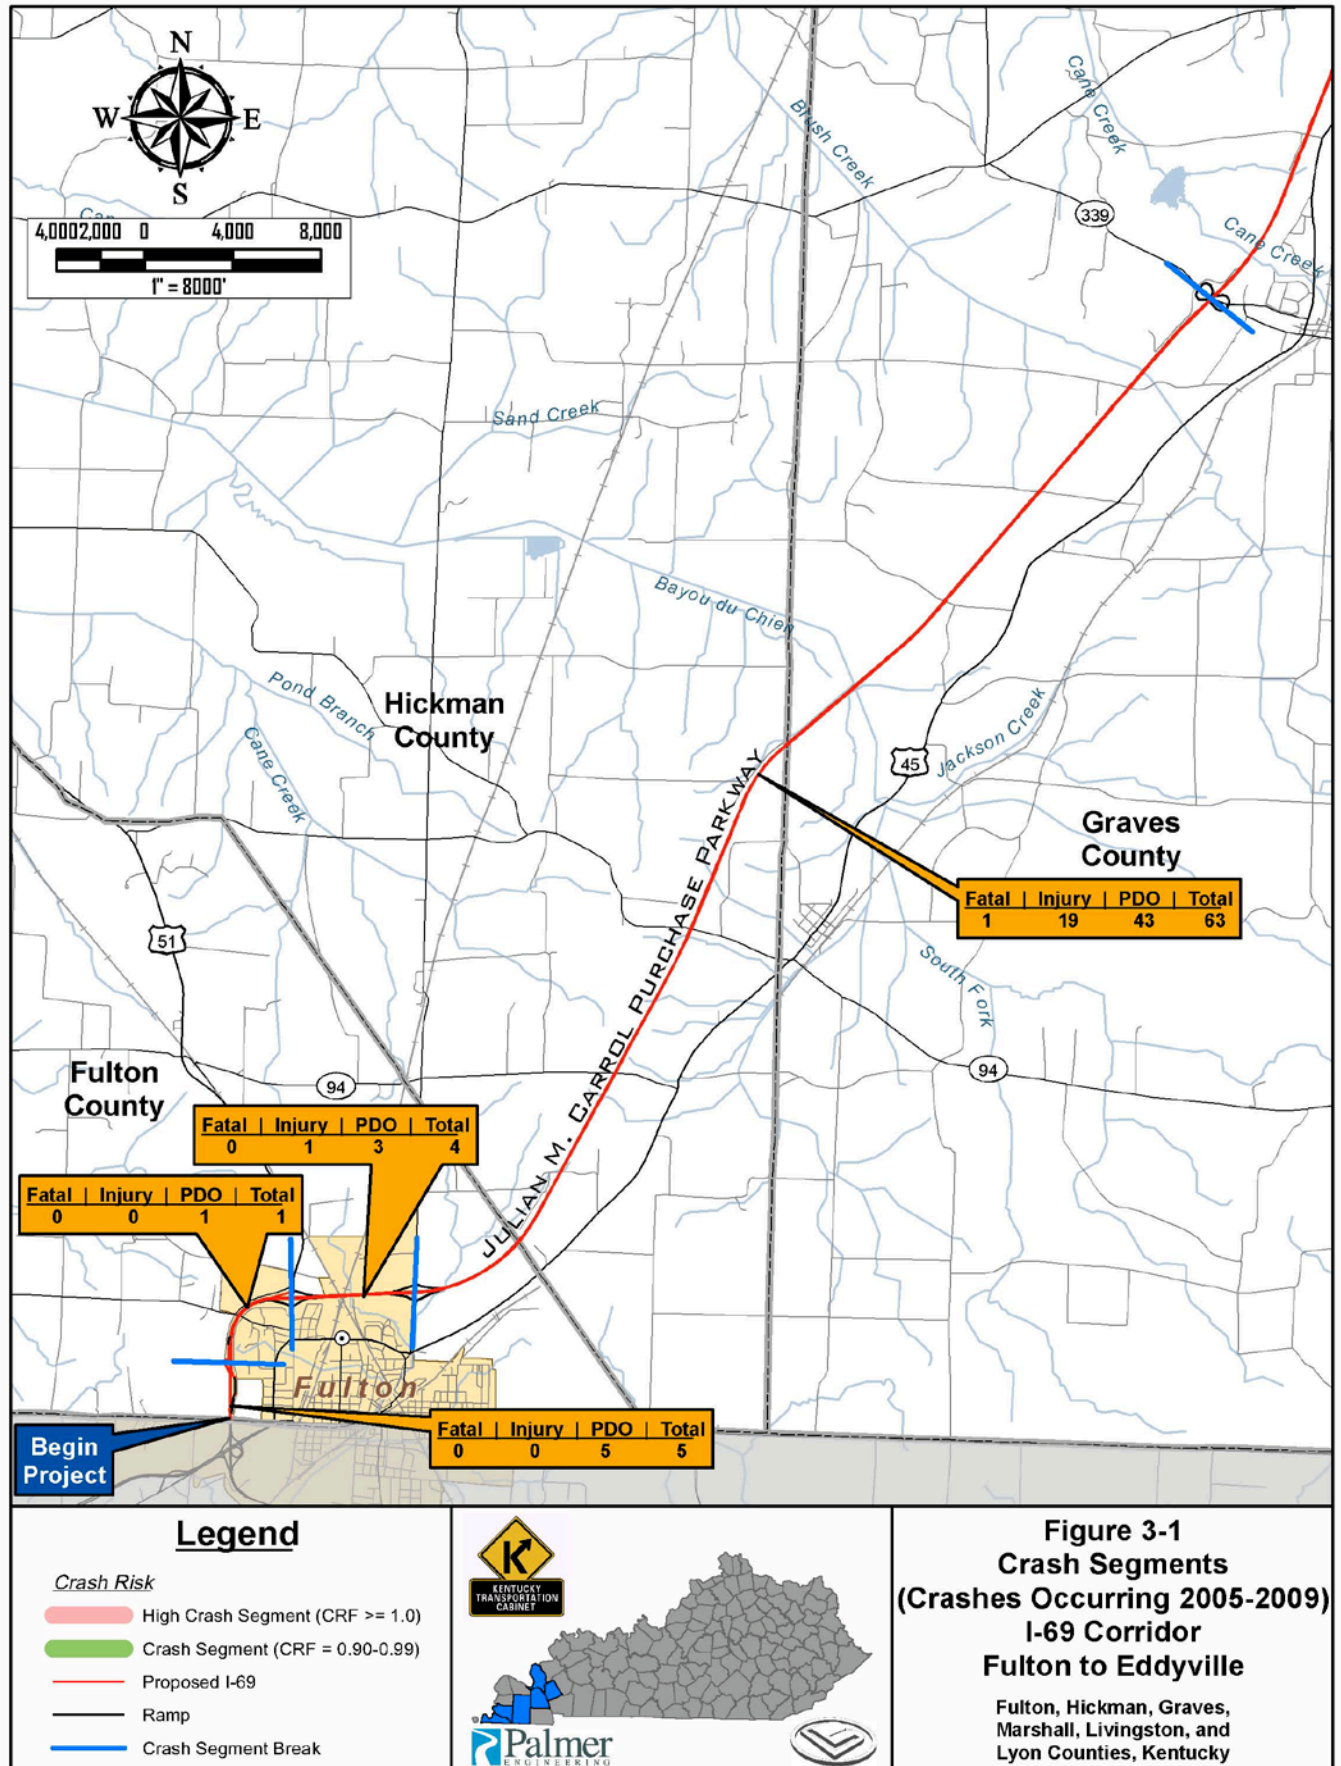 N
W E
S
Cane Creek
Brush Creek
339
Cane Creek
4,000 2,000 0 4,000 8,000
1" = 8000'
Sand Creek
Bayou du Chien
Pond Branch
Hickman
County
Cane Creek
45
Jackson Creek
JULIAN M. CARROL PURCHASE PARKWAY
Graves
County
Fatal | Injury | PDO | Total
1 19 43 63
51
South Fork
94
Fulton
County
94
Fatal | Injury | PDO | Total
0 1 3 4
Fatal | Injury | PDO | Total
0 0 1 1
Fulton
Fatal | Injury | PDO | Total
0 0 5 5
Begin
Project
Legend
Crash Risk
High Crash Segment (CRF >= 1.0)
Crash Segment (CRF = 0.90-0.99)
Proposed I-69
Ramp
Crash Segment Break
K
KENTUCKY
TRANSPORTATION
CABINET
Palmer
ENGINEERING
Figure 3-1
Crash Segments
(Crashes Occurring 2005-2009)
I-69 Corridor
Fulton to Eddyville
Fulton, Hickman, Graves,
Marshall, Livingston, and
Lyon Counties, Kentucky